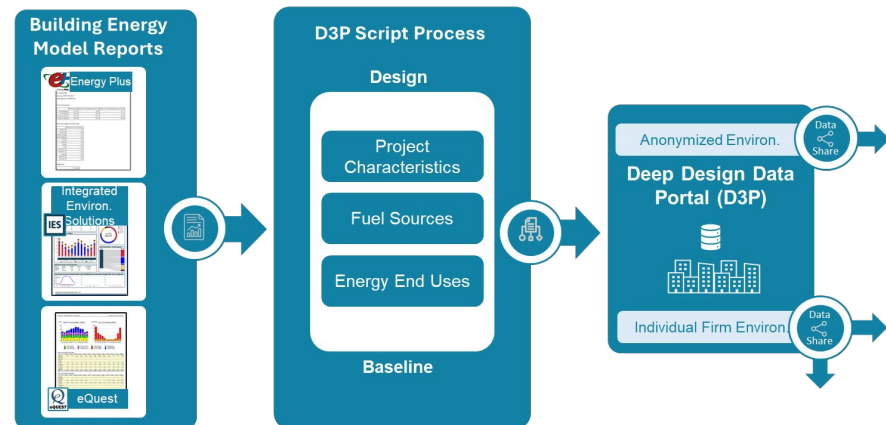 Building Energy
Model Reports
Energy Plus
Integrated
Environ.
Solutions
IES
eQUEST
eQuest
D3P Script Process
Design
Project
Characteristics
Fuel Sources
Energy End Uses
Baseline
Anonymized Environ.
Data
Share
Deep Design Data
Portal (D3P)
Individual Firm Environ.
Data
Share